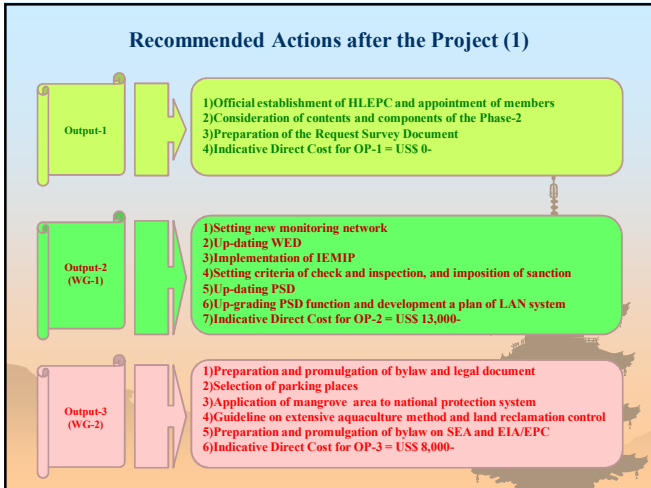 Recommended Actions after the Project (1)
Output-1
1)Official establishment of HLEPC and appointment of members
2)Consideration of contents and components of the Phase-2
3)Preparation of the Request Survey Document
4)Indicative Direct Cost for OP-1 = US$ 0-
Output-2
(WG-1)
1)Setting new monitoring network
2)Up-dating WED
3)Implementation of IEMIP
4)Setting criteria of check and inspection, and imposition of sanction
5)Up-dating PSD
6)Up-grading PSD function and development a plan of LAN system
7)Indicative Direct Cost for OP-2 = US$ 13,000-
Output-3
(WG-2)
1)Preparation and promulgation of bylaw and legal document
2)Selection of parking places
3)Application of mangrove area to national protection system
4)Guideline on extensive aquaculture method and land reclamation control
5)Preparation and promulgation of bylaw on SEA and EIA/EPC
6)Indicative Direct Cost for OP-3 = US$ 8,000-